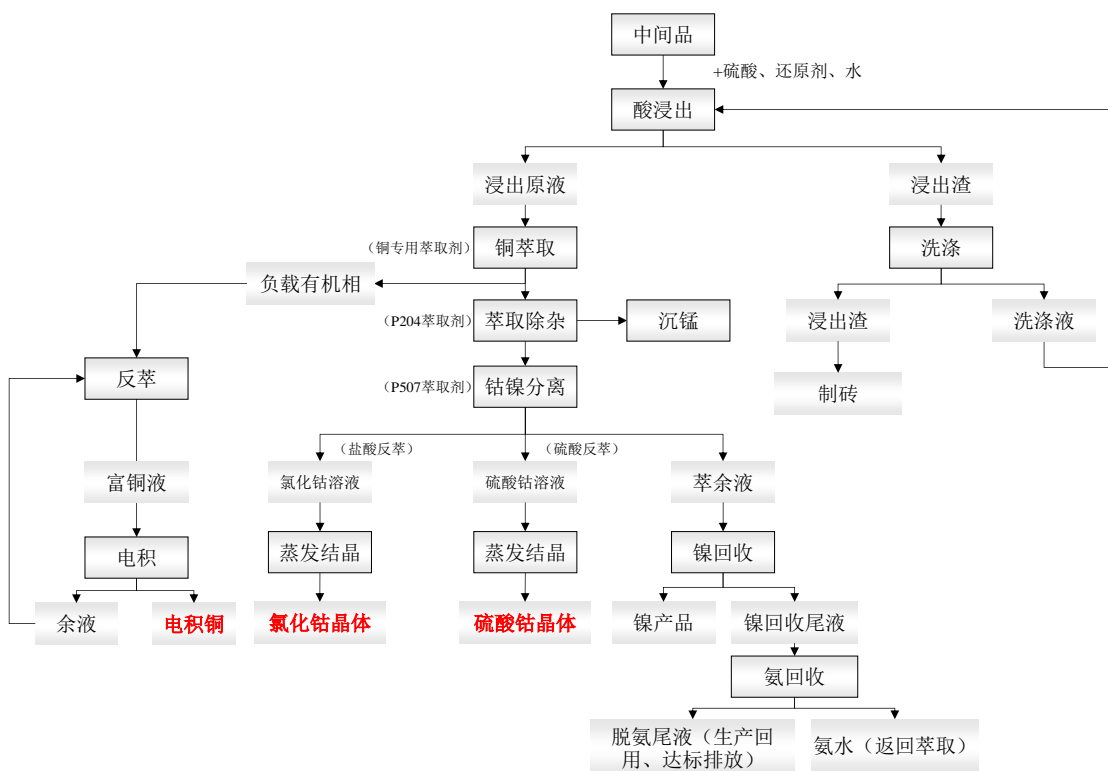 中间品
+硫酸、还原剂、水
酸浸出
浸出原液
浸出渣
(铜专用萃取剂)
铜萃取
洗涤
负载有机相
(P204萃取剂)
萃取除杂
沉锰
浸出渣
洗涤液
反萃
(P507萃取剂)
钴镍分离
制砖
(盐酸反萃)
(硫酸反萃)
富铜液
氯化钴溶液
硫酸钴溶液
萃余液
电积
蒸发结晶
蒸发结晶
镍回收
余液
电积铜
氯化钴晶体
硫酸钴晶体
镍产品
镍回收尾液
氨回收
脱氨尾液（生产回
用、达标排放）
氨水（返回萃取）